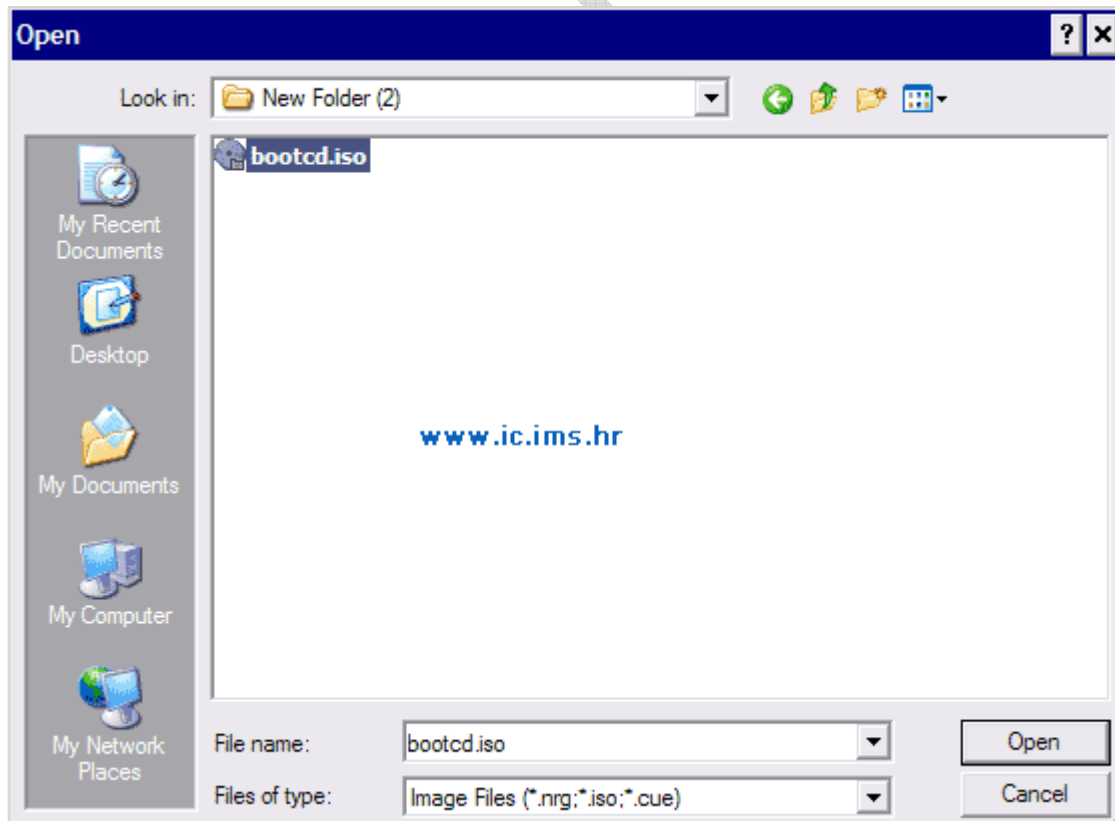 Open
Look in: New Folder (2)
bootcd.iso
My Recent
Documents
Desktop
My Documents
My Computer
My Network
Places
www.ic.ims.hr
File name: bootcd.iso Open
Files of type: Image Files (*.nrg;*.iso;*.cue) Cancel